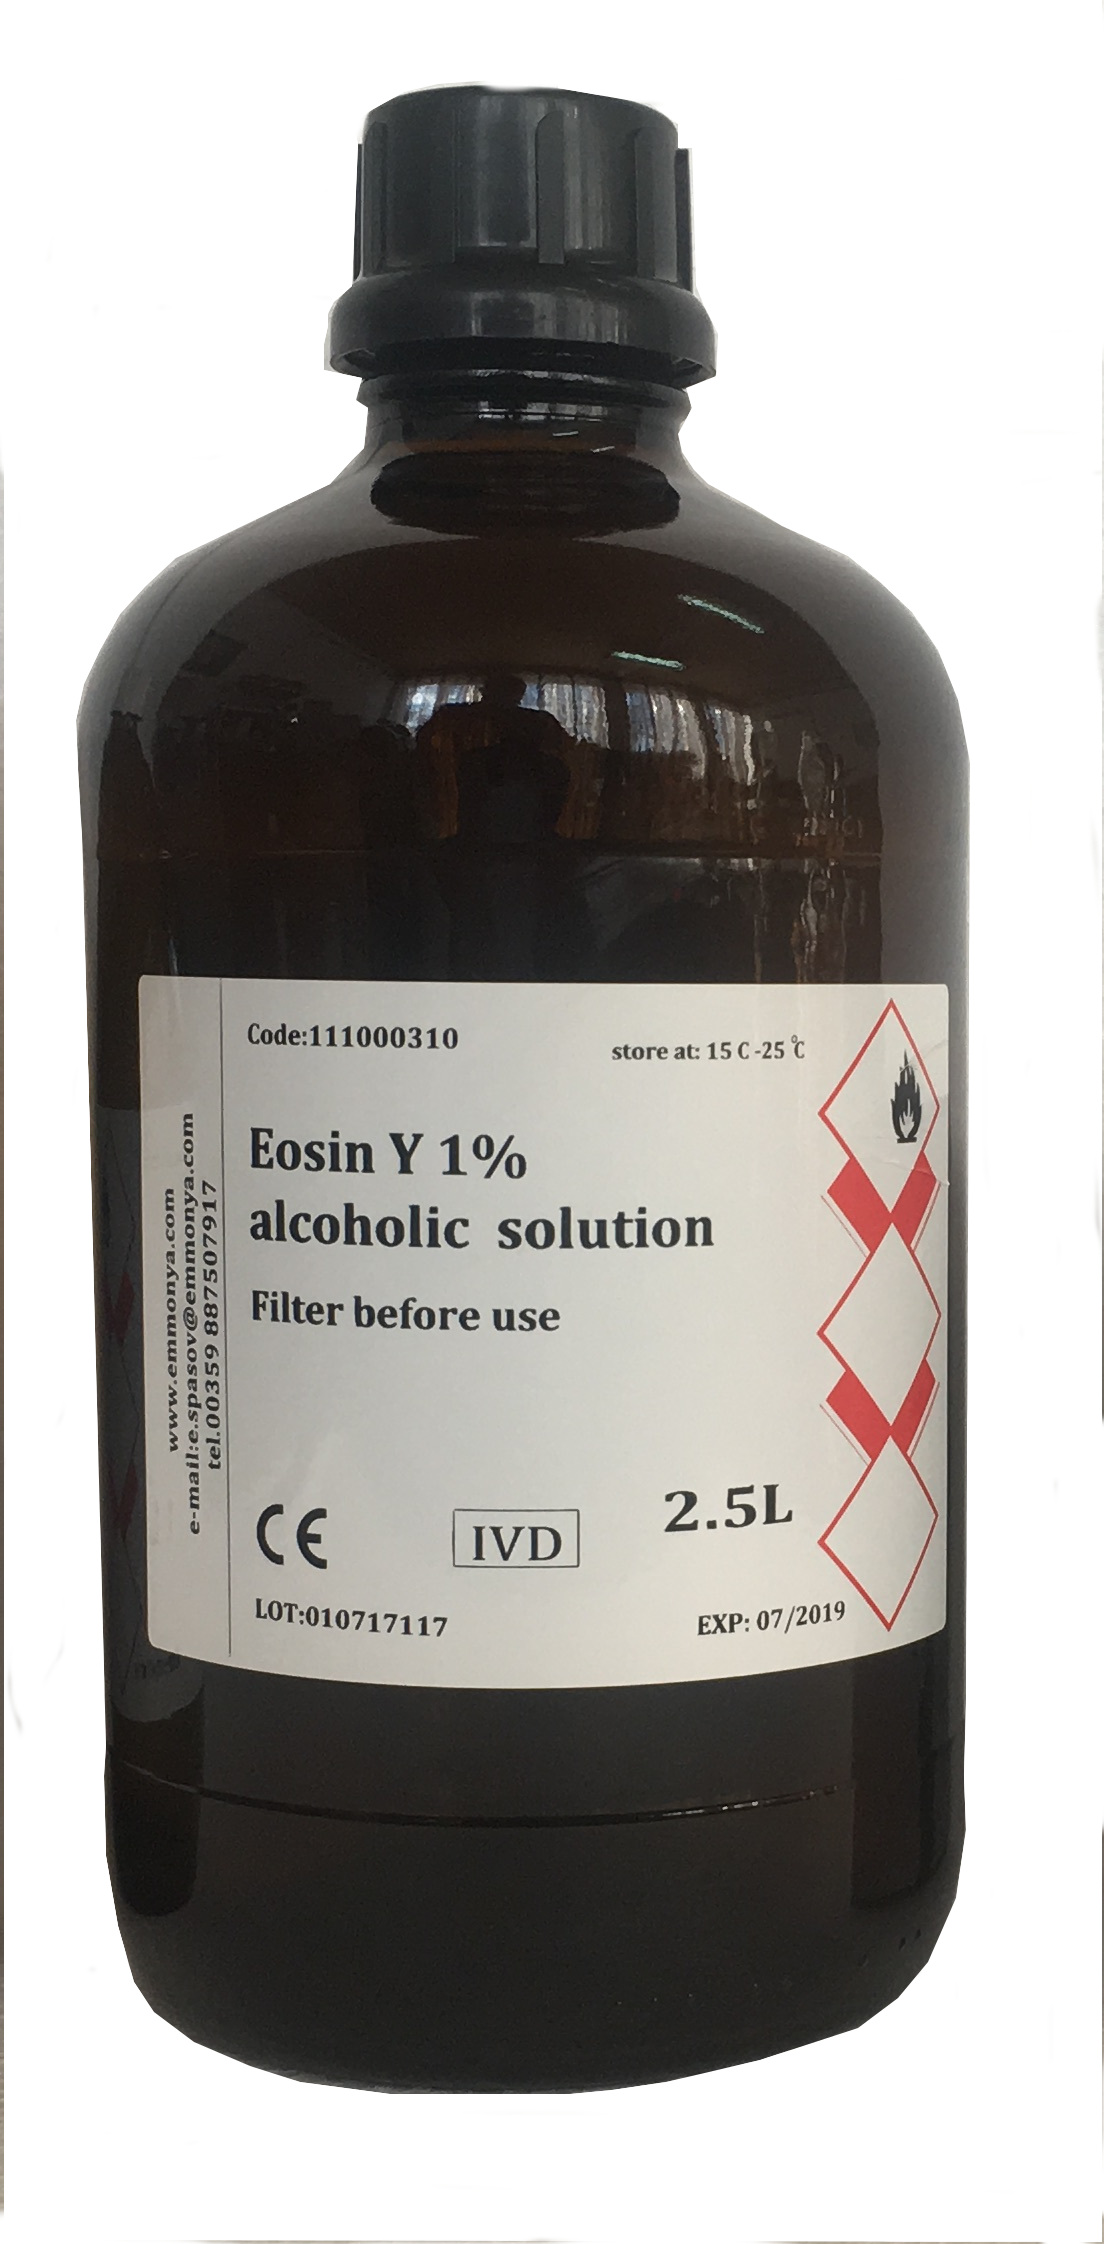 Code:111000310
store at: 15 C -25 °C
Eosin Y 1%
alcoholic solution
Filter before use
www.emmonya.com
e-mail:e.spasov@emmonya.com
tel.00359 887507917
CE
IVD
2.5L
LOT:010717117
EXP: 07/2019